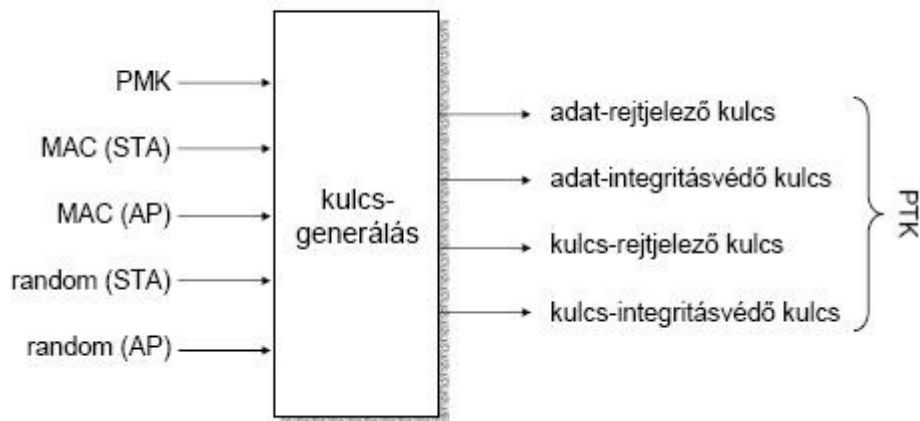 PMK
MAC (STA)
MAC (AP)
random (STA)
random (AP)
kulcs-
generálás
adat-rejtjelező kulcs
adat-integritásvédő kulcs
kulcs-rejtjelező kulcs
kulcs-integritásvédő kulcs
PTK